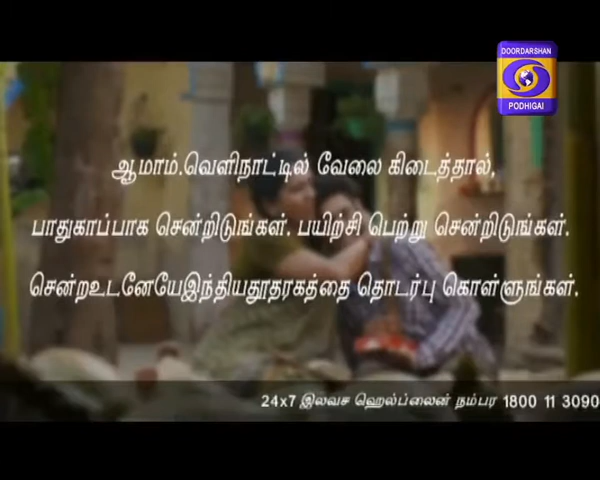 DOORDARSHAN
PODHIGAI
ஆமாம்.வெளிநாட்டில் வேலை கிடைத்தால்,
பாதுகாப்பாக சென்றிடுங்கள். பயிற்சி பெற்று சென்றிடுங்கள்.
சென்றஉடனேயேஇந்தியதூதரகத்தை தொடர்பு கொள்ளுங்கள்.
24x7 இலவச ஹெல்ப்லைன் நம்பர 1800 11 3090